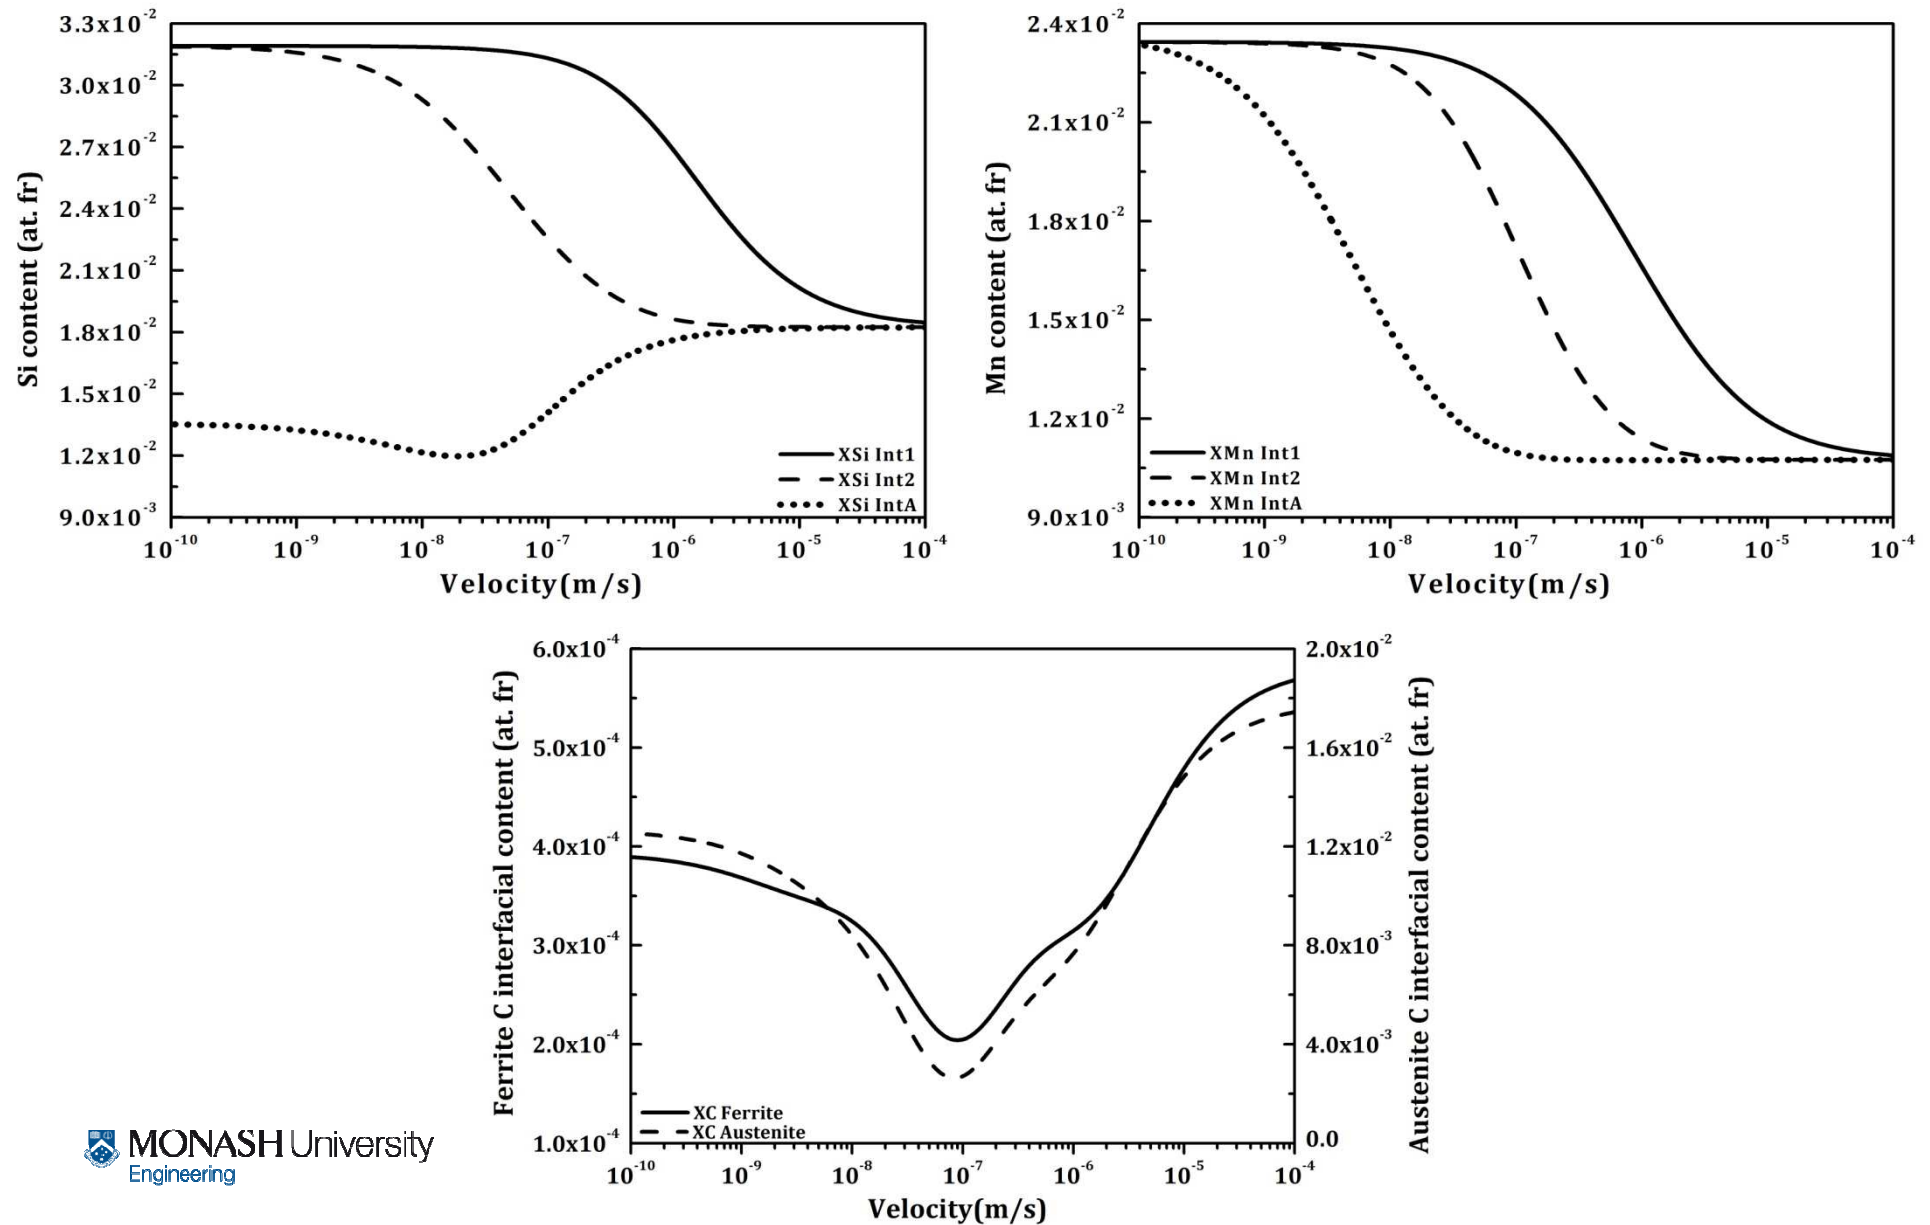 3.3x10-2
3.0x10-2
2.7x10-2
2.4x10-2
2.1x10-2
1.8x10-2
1.5x10-2
1.2x10-2
9.0x10-3
Si content (at. fr)
XSi Int1
XSi Int2
XSi IntA
10-10 10-9 10-8 10-7 10-6 10-5 10-4
Velocity(m/s)
2.4x10-2
2.1x10-2
1.8x10-2
1.5x10-2
1.2x10-2
9.0x10-3
Mn content (at. fr)
XMn Int1
XMn Int2
XMn IntA
10-10 10-9 10-8 10-7 10-6 10-5 10-4
Velocity(m/s)
6.0x10-4
5.0x10-4
4.0x10-4
3.0x10-4
2.0x10-4
1.0x10-4
Ferrite C interfacial content (at. fr)
XC Ferrite
XC Austenite
2.0x10-2
1.6x10-2
1.2x10-2
8.0x10-3
4.0x10-3
0.0
Austenite C interfacial content (at. fr)
10-10 10-9 10-8 10-7 10-6 10-5 10-4
Velocity(m/s)
MONASH University
Engineering